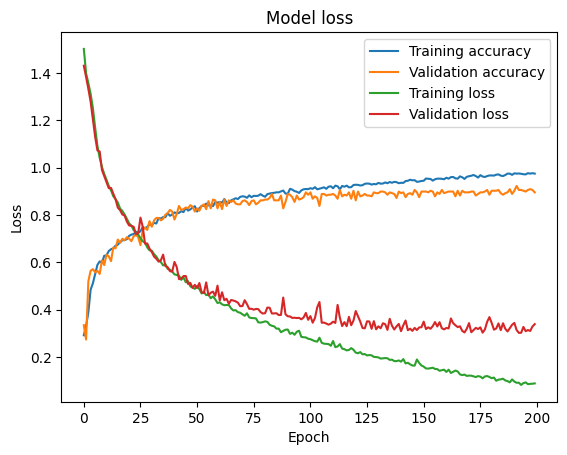 Model loss
Training accuracy
Validation accuracy
Training loss
Validation loss
Loss
1.4
1.2
1.0
0.8
0.6
0.4
0.2
0
25
50
75
100
125
150
175
200
Epoch